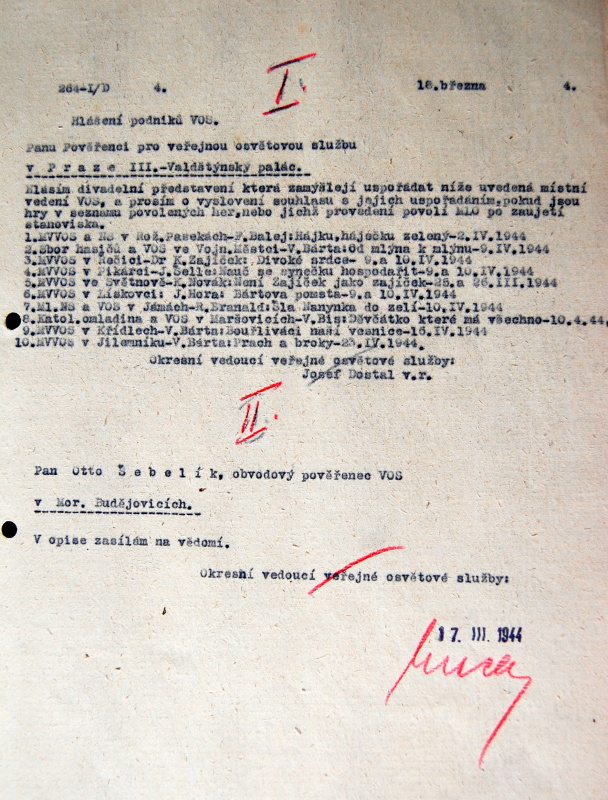 264-I/D 4. 18.března 4.
I.
Hlášení podniků VOS.
Panu Pověřenci pro veřejnou osvětovou službu
v P r a z e III.-Valdštýnský palác.
Hlásím divadelní představení která zamýšlejí uspořádat níže uvedená místní
vedení VOS, a prosím o vyslovení souhlasu s jejich uspořádáním,pokud jsou
hry v seznamu povolených her,nebo jichž provedení povolí MLO po zaujetí
stanoviska.
1.MVVOS a NS v Rož.Pasekách-F.Balej:Hájku,háječku zelený-2.IV.1944
2.Sbor hasičů a VOS ve Vojn.Městci-V.Bárta:Od mlýna k mlýnu-9.IV.1944
3.MVVOS v Řečici-Dr K.Zajíček: Divoké srdce- 9.a 10.IV.1944
4.MVVOS v Pikárci-J.Šelle:Nauč se synečku hospodařit-9.a 10.IV.1944
5.MVVOS ve Světnově-K.Novák:Není Zajíček jako zajíček-25.a 26.III.1944
6.MVVOS v Lískovci: J.Hora: Bártova pomsta-9.a 10.IV.1944
7.Ml.NS a VOS v Jámách-R.Branald:Šla Nanynka do zelí-10.IV.1944
8.Katol.omladina a VOS v Maršovicích-V.Bis:Děvčátko které má všechno-10.4.44,
9.MVVOS v Křídlech-V.Bárta:Bouřliváci naší vesnice-16.IV.1944
10.MVVOS v Jilemníku-V.Bárta:Prach a broky-23.IV.1944.
Okresní vedoucí veřejné osvětové služby:
Josef Dostal v.r.
II.
Pan Otto Š e b e l í k, obvodový pověřenec VOS
v Mor. Budějovicích.
V opise zasílám na vědomí.
Okresní vedoucí veřejné osvětové služby:
17. III. 1944